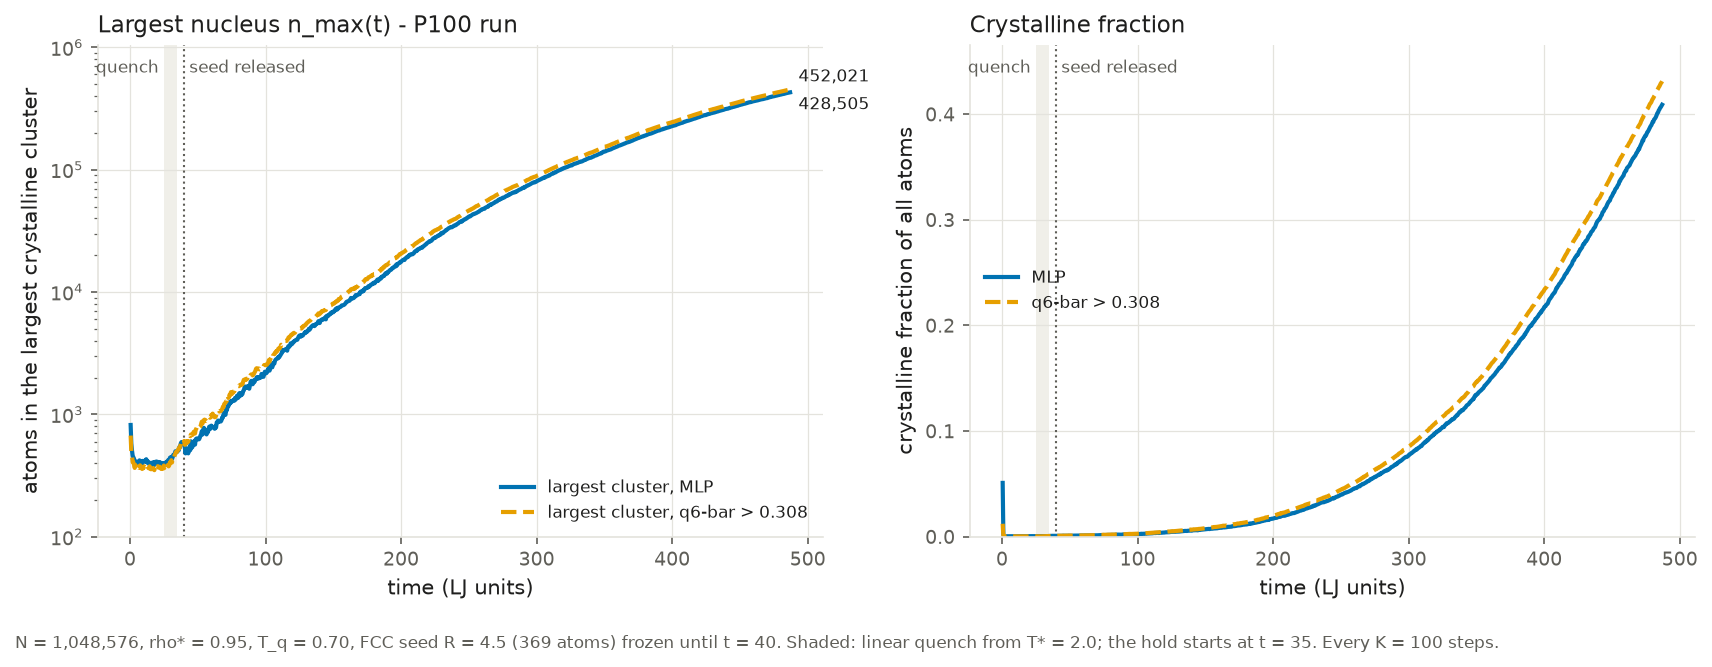 Largest nucleus n_max(t) - P100 run
atoms in the largest crystalline cluster
10^6
10^5
10^4
10^3
10^2
quench
seed released
452,021
428,505
largest cluster, MLP
largest cluster, q6-bar > 0.308
0
100
200
300
400
500
time (LJ units)
Crystalline fraction
crystalline fraction of all atoms
0.4
0.3
0.2
0.1
0.0
quench
seed released
MLP
q6-bar > 0.308
0
100
200
300
400
500
time (LJ units)
N = 1,048,576, rho* = 0.95, T_q = 0.70, FCC seed R = 4.5 (369 atoms) frozen until t = 40. Shaded: linear quench from T* = 2.0; the hold starts at t = 35. Every K = 100 steps.